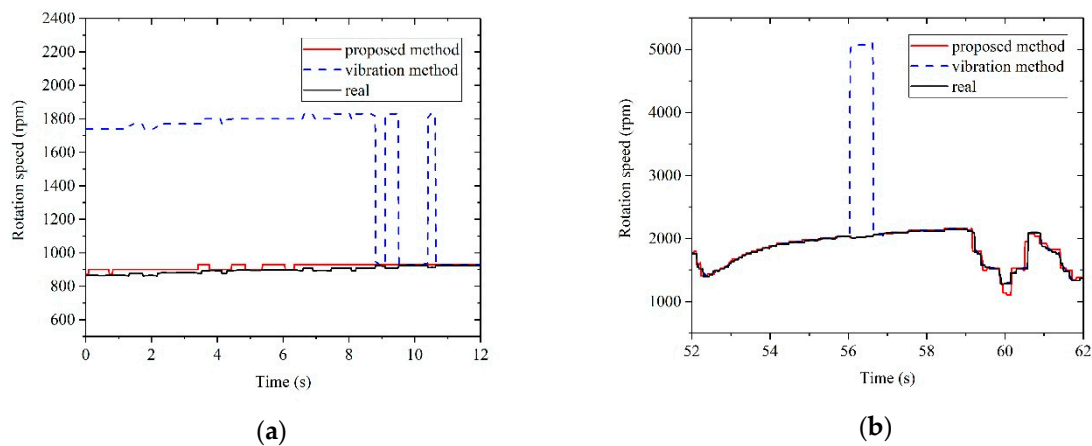 2400
2200
2000
1800
1600
1400
1200
1000
800
600
Rotation speed (rpm)
proposed method
vibration method
real
0 2 4 6 8 10 12
Time (s)
(a)
5000
4000
3000
2000
1000
Rotation speed (rpm)
proposed method
vibration method
real
52 54 56 58 60 62
Time (s)
(b)